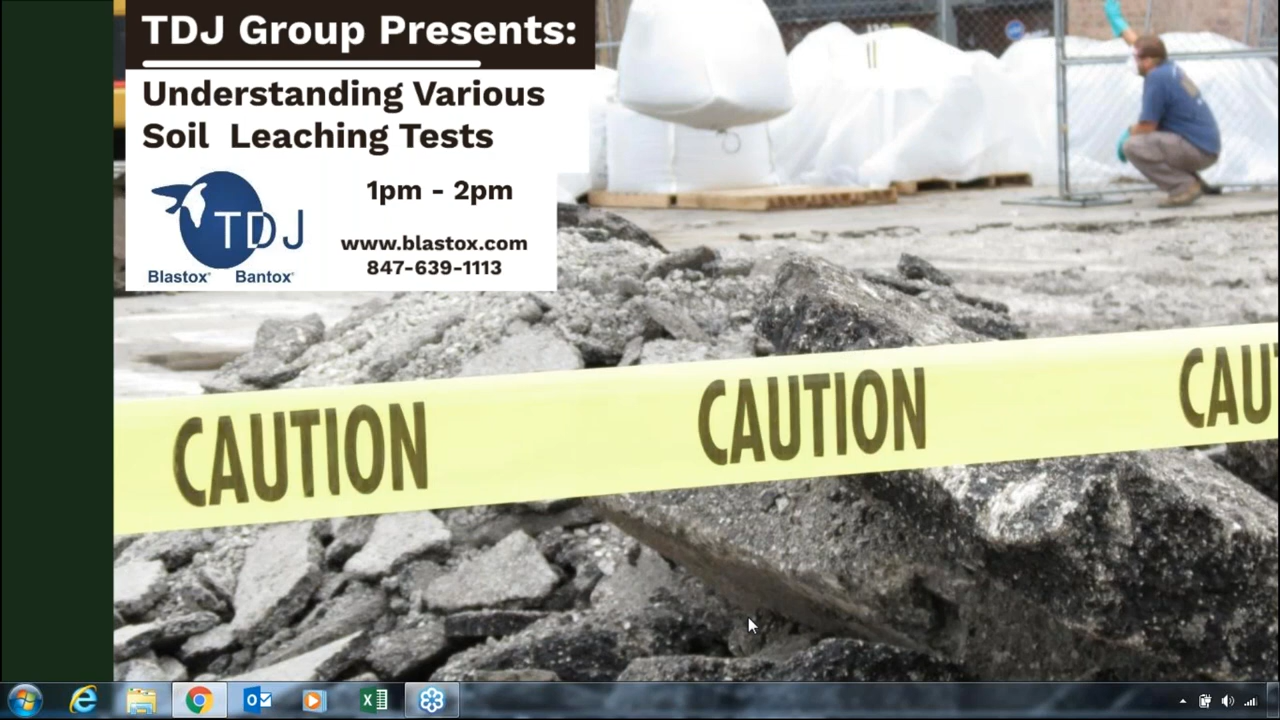 TDJ Group Presents:
Understanding Various
Soil Leaching Tests
1pm - 2pm
TDJ
www.blastox.com
847-639-1113
Blastox® Bantox®
CAUTION CAUTION CAU